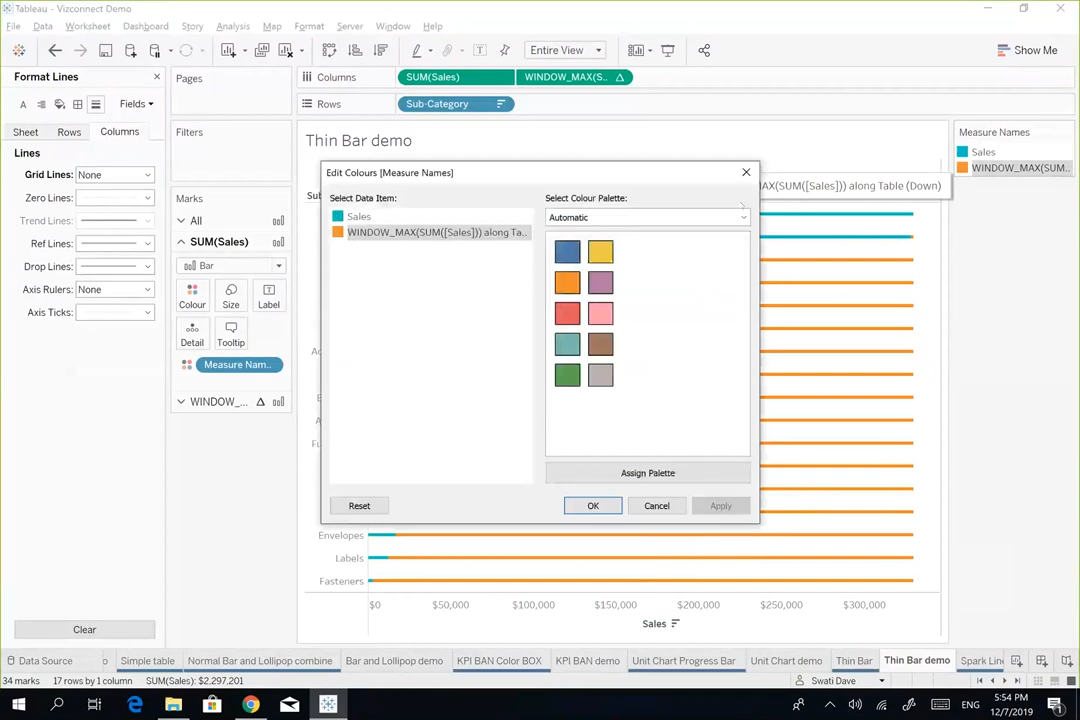 Tableau - Vizconnect Demo
File Data Worksheet Dashboard Story Analysis Map Format Server Window Help
Entire View
Show Me
Format Lines
Fields
Sheet Rows Columns
Lines
Grid Lines: None
Zero Lines:
Trend Lines:
Ref Lines:
Drop Lines:
Axis Rulers: None
Axis Ticks:
Clear
Pages
Filters
Marks
All
SUM(Sales)
Bar
Colour Size Label
Detail Tooltip
Measure Nam..
WINDOW_...
Columns SUM(Sales) WINDOW_MAX(S..
Rows Sub-Category
Thin Bar demo
Measure Names
Sales
WINDOW_MAX(SUM..
MAX(SUM([Sales])) along Table (Down)
Edit Colours [Measure Names]
Select Data Item:
Sales
WINDOW_MAX(SUM([Sales])) along Ta..
Select Colour Palette:
Automatic
Assign Palette
Reset OK Cancel Apply
Envelopes
Labels
Fasteners
$0 $50,000 $100,000 $150,000 $200,000 $250,000 $300,000
Sales
Data Source Simple table Normal Bar and Lollipop combine Bar and Lollipop demo KPI BAN Color BOX KPI BAN demo Unit Chart Progress Bar Unit Chart demo Thin Bar Thin Bar demo Spark Line
34 marks 17 rows by 1 column SUM(Sales): $2,297,201
Swati Dave
ENG
5:54 PM
12/7/2019
1